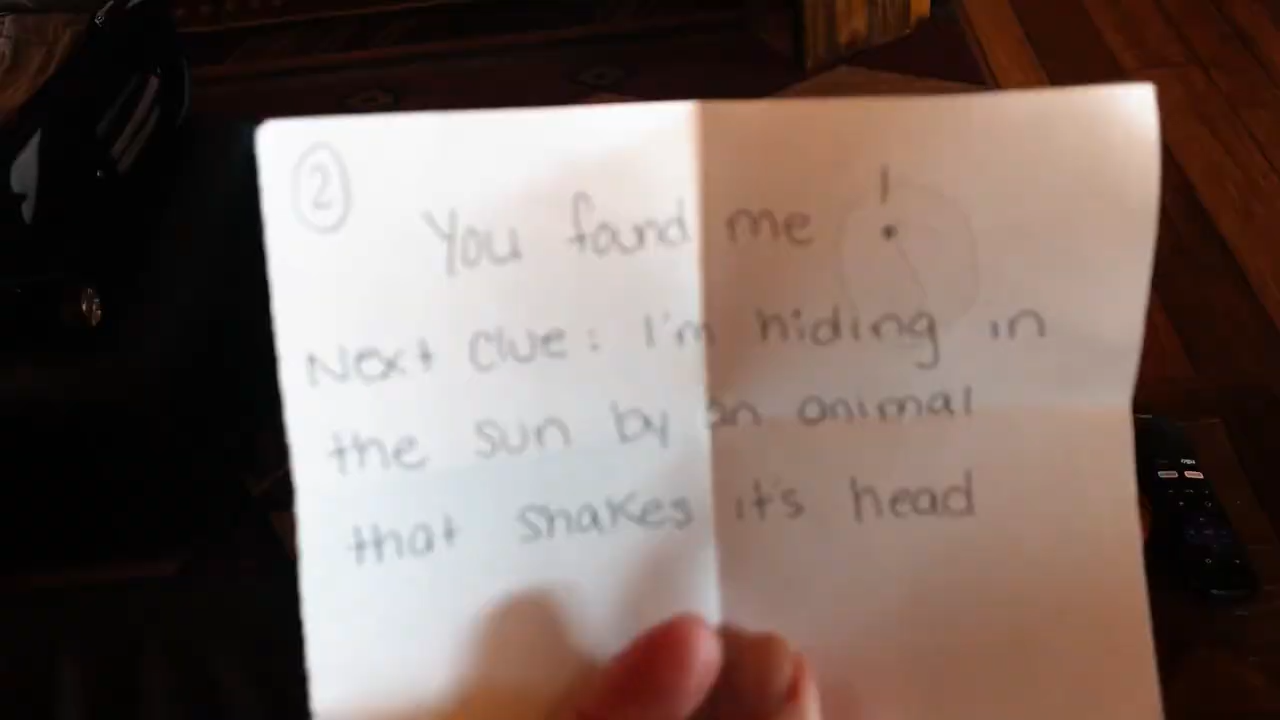 2
You found me !
Next Clue: I'm hiding in
the sun by an animal
that shakes it's head